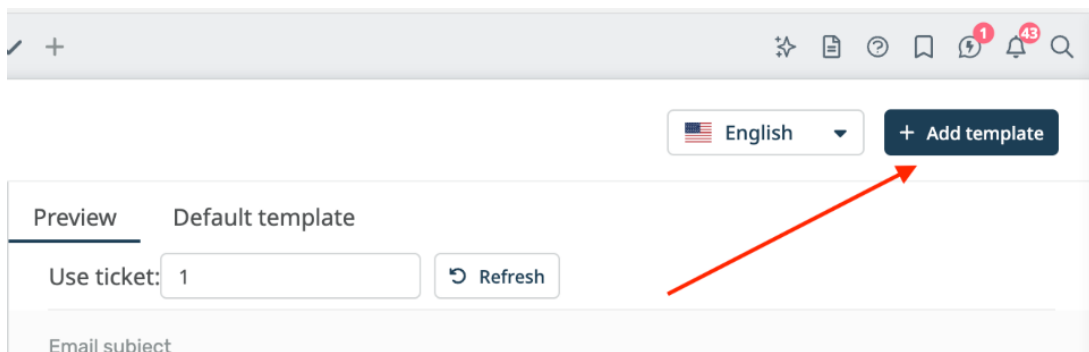 1
43
English
+ Add template
Preview
Default template
Use ticket:
1
Refresh
Email subject